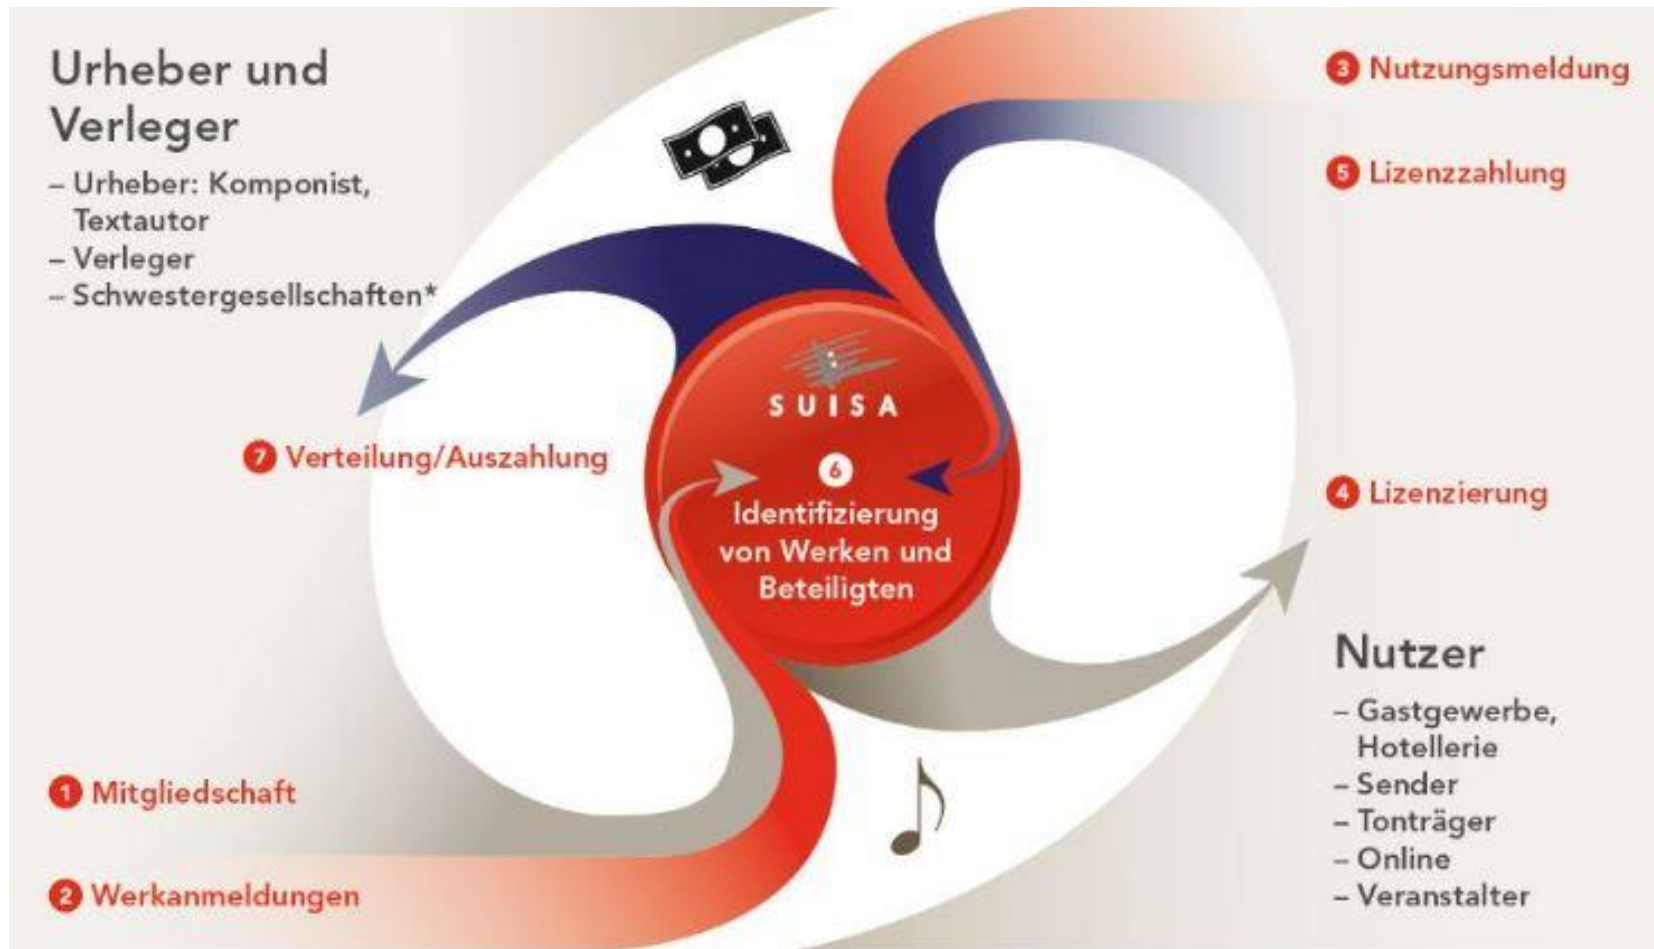 Urheber und
Verleger
– Urheber: Komponist,
Textautor
– Verleger
– Schwestergesellschaften*
3 Nutzungsmeldung
5 Lizenzzahlung
SUISA
7 Verteilung/Auszahlung
6
Identifizierung
von Werken und
Beteiligten
4 Lizenzierung
Nutzer
– Gastgewerbe,
Hotellerie
– Sender
– Tonträger
– Online
– Veranstalter
1 Mitgliedschaft
2 Werkanmeldungen